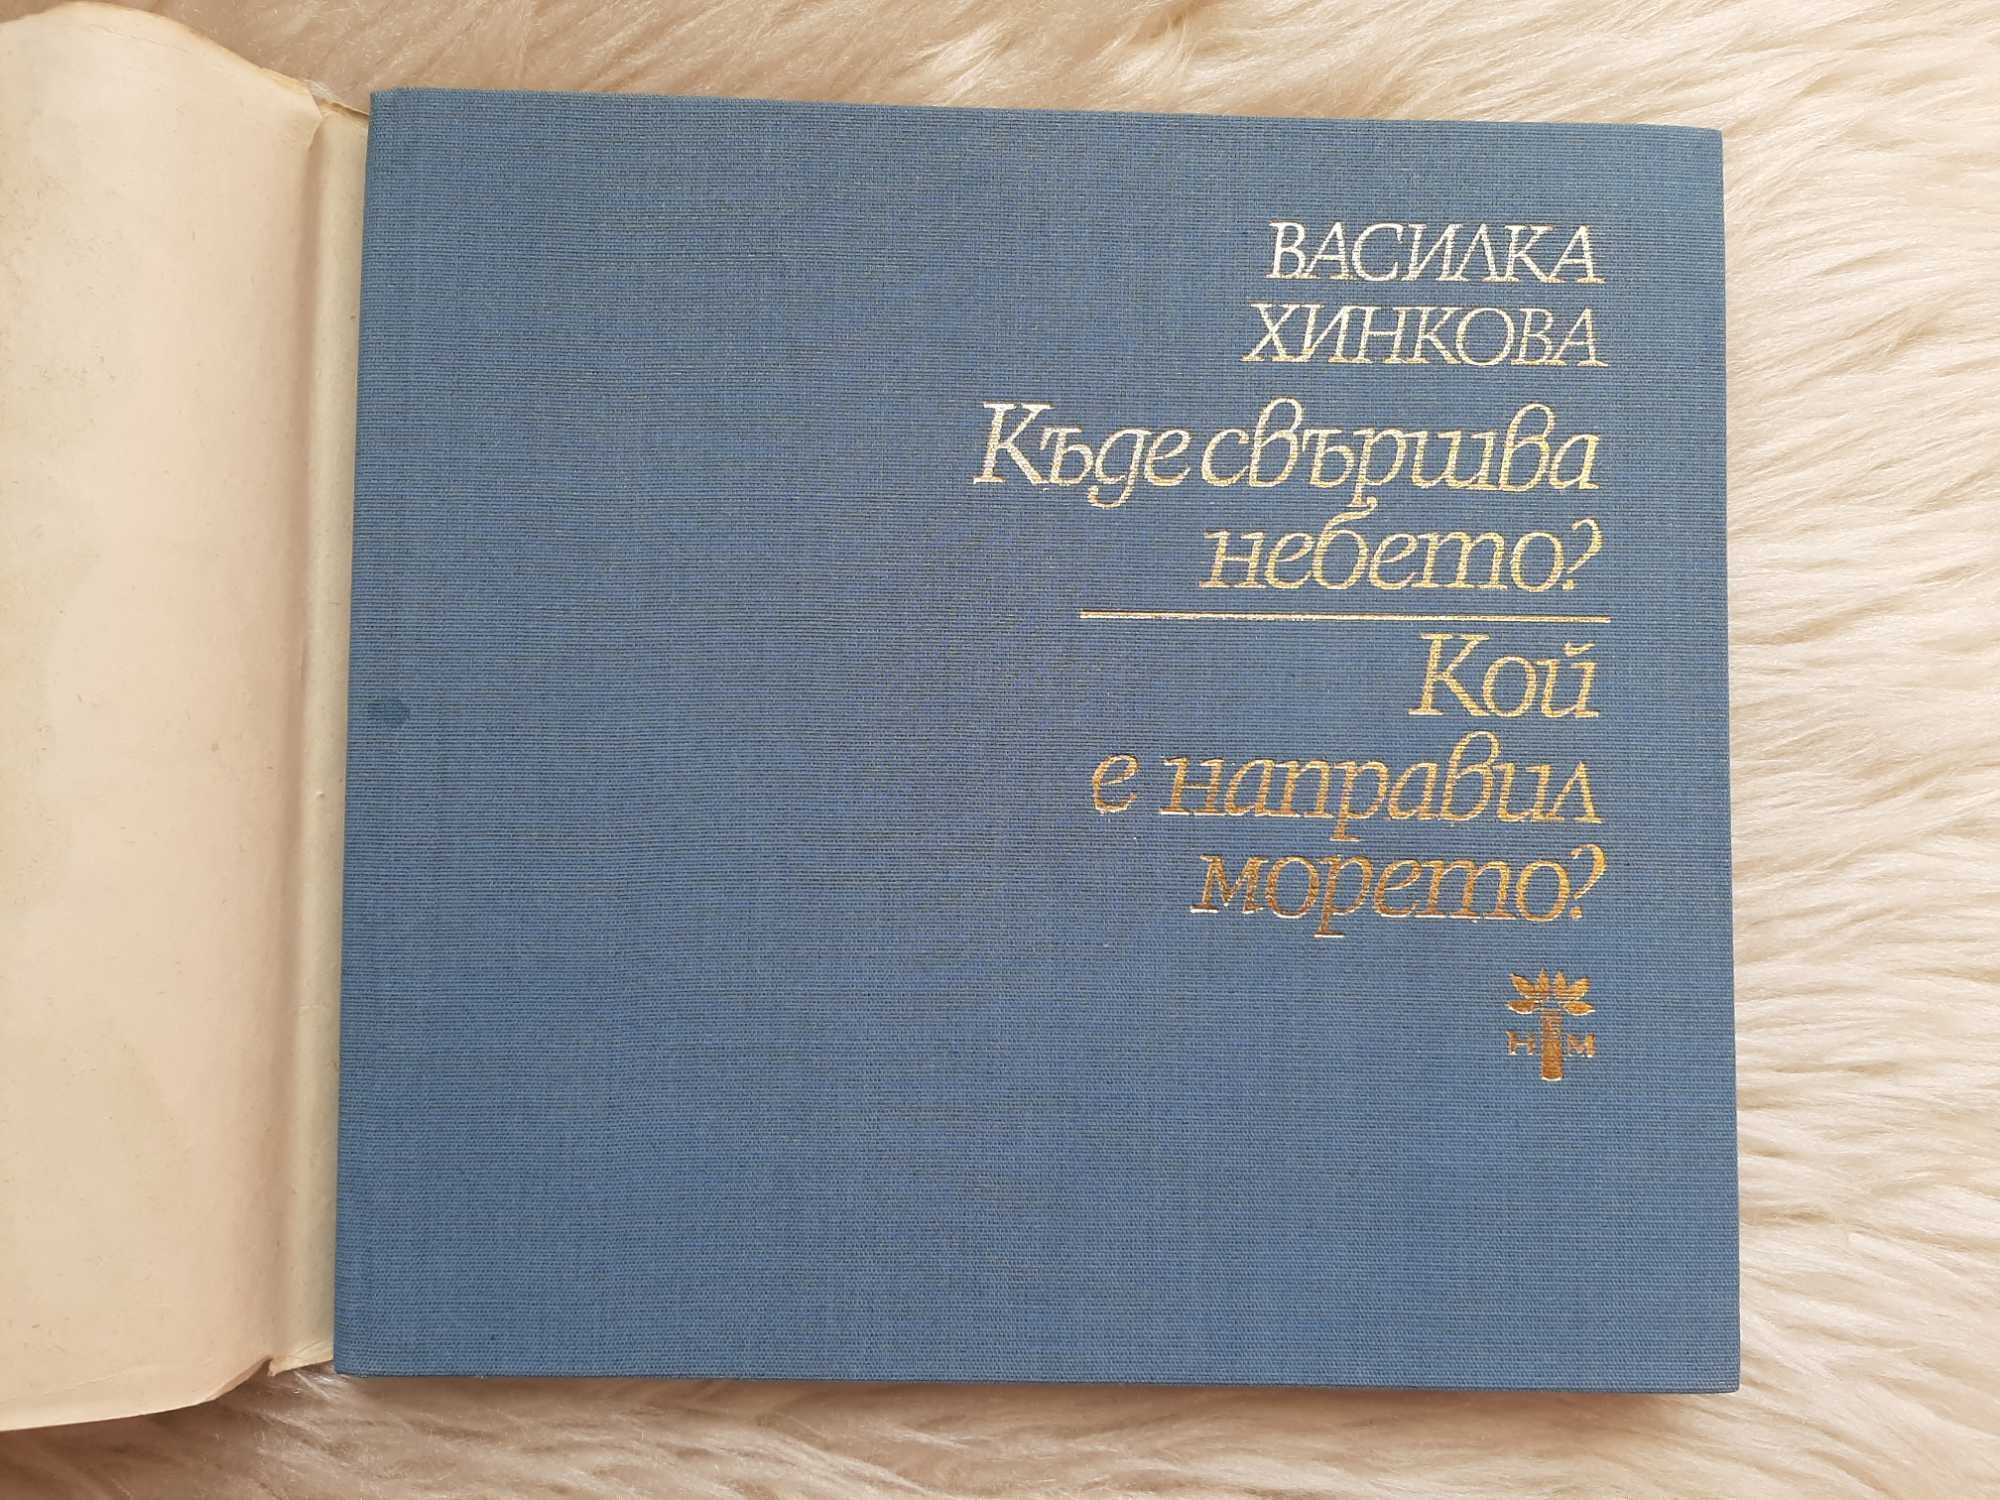 ВАСИЛКА
ХИНКОВА
Къде свършва
небето?
Кой
е направил
морето?
НМ